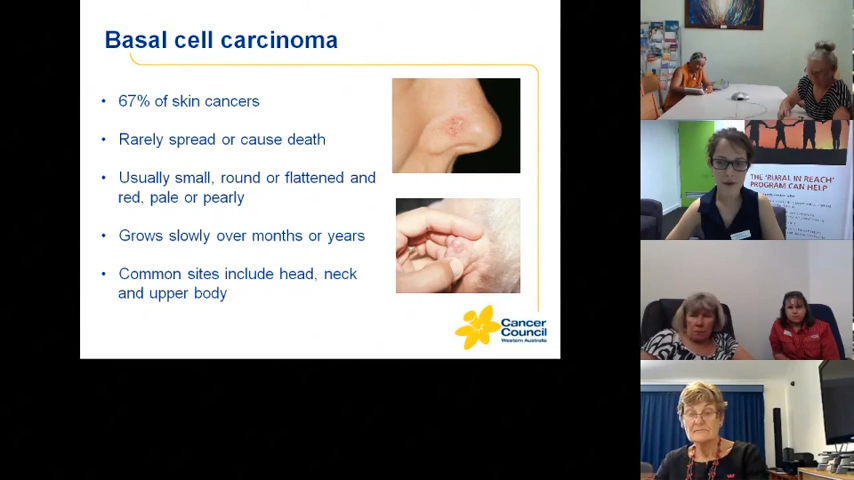 Basal cell carcinoma
• 67% of skin cancers
• Rarely spread or cause death
• Usually small, round or flattened and
red, pale or pearly
• Grows slowly over months or years
• Common sites include head, neck
and upper body
Cancer
Council
Western Australia
THE 'RURAL IN REACH'
PROGRAM CAN HELP